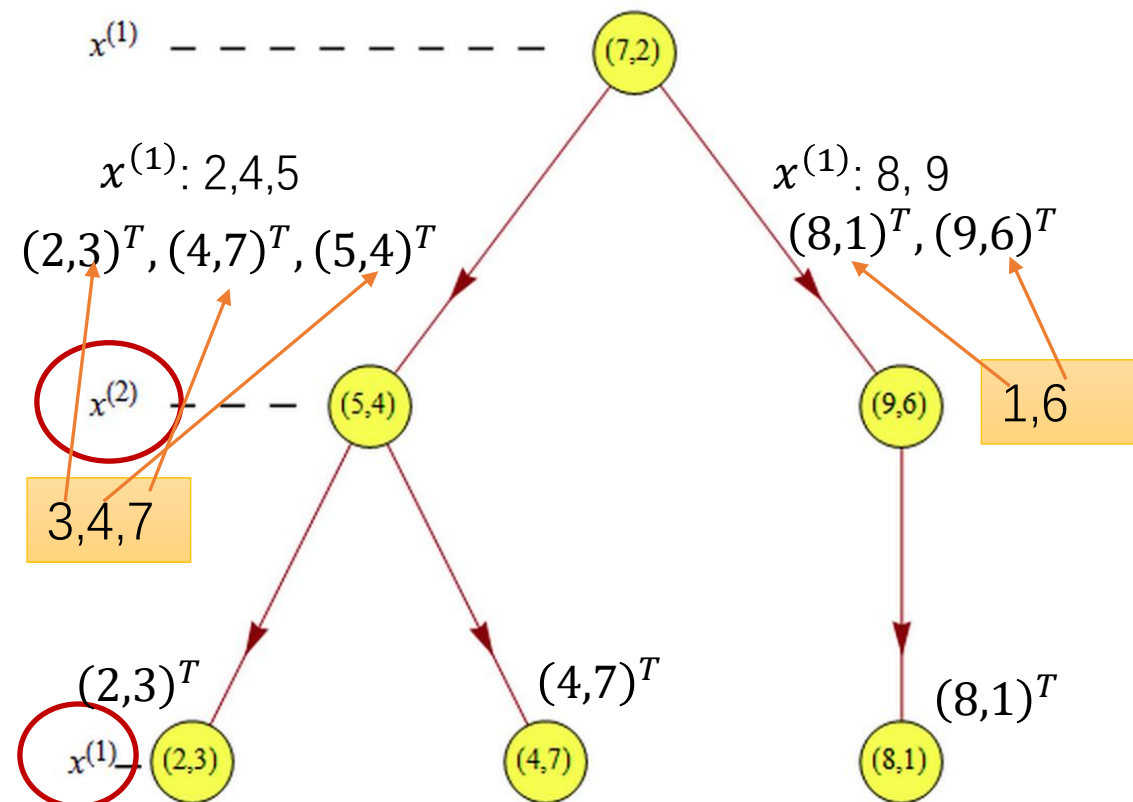 x^{(1)}
(7,2)
x^{(1)}: 2,4,5
x^{(1)}: 8, 9
(2,3)^T, (4,7)^T, (5,4)^T
(8,1)^T, (9,6)^T
x^{(2)}
(5,4)
(9,6)
1,6
3,4,7
(2,3)^T
(4,7)^T
(8,1)^T
x^{(1)}
(2,3)
(4,7)
(8,1)